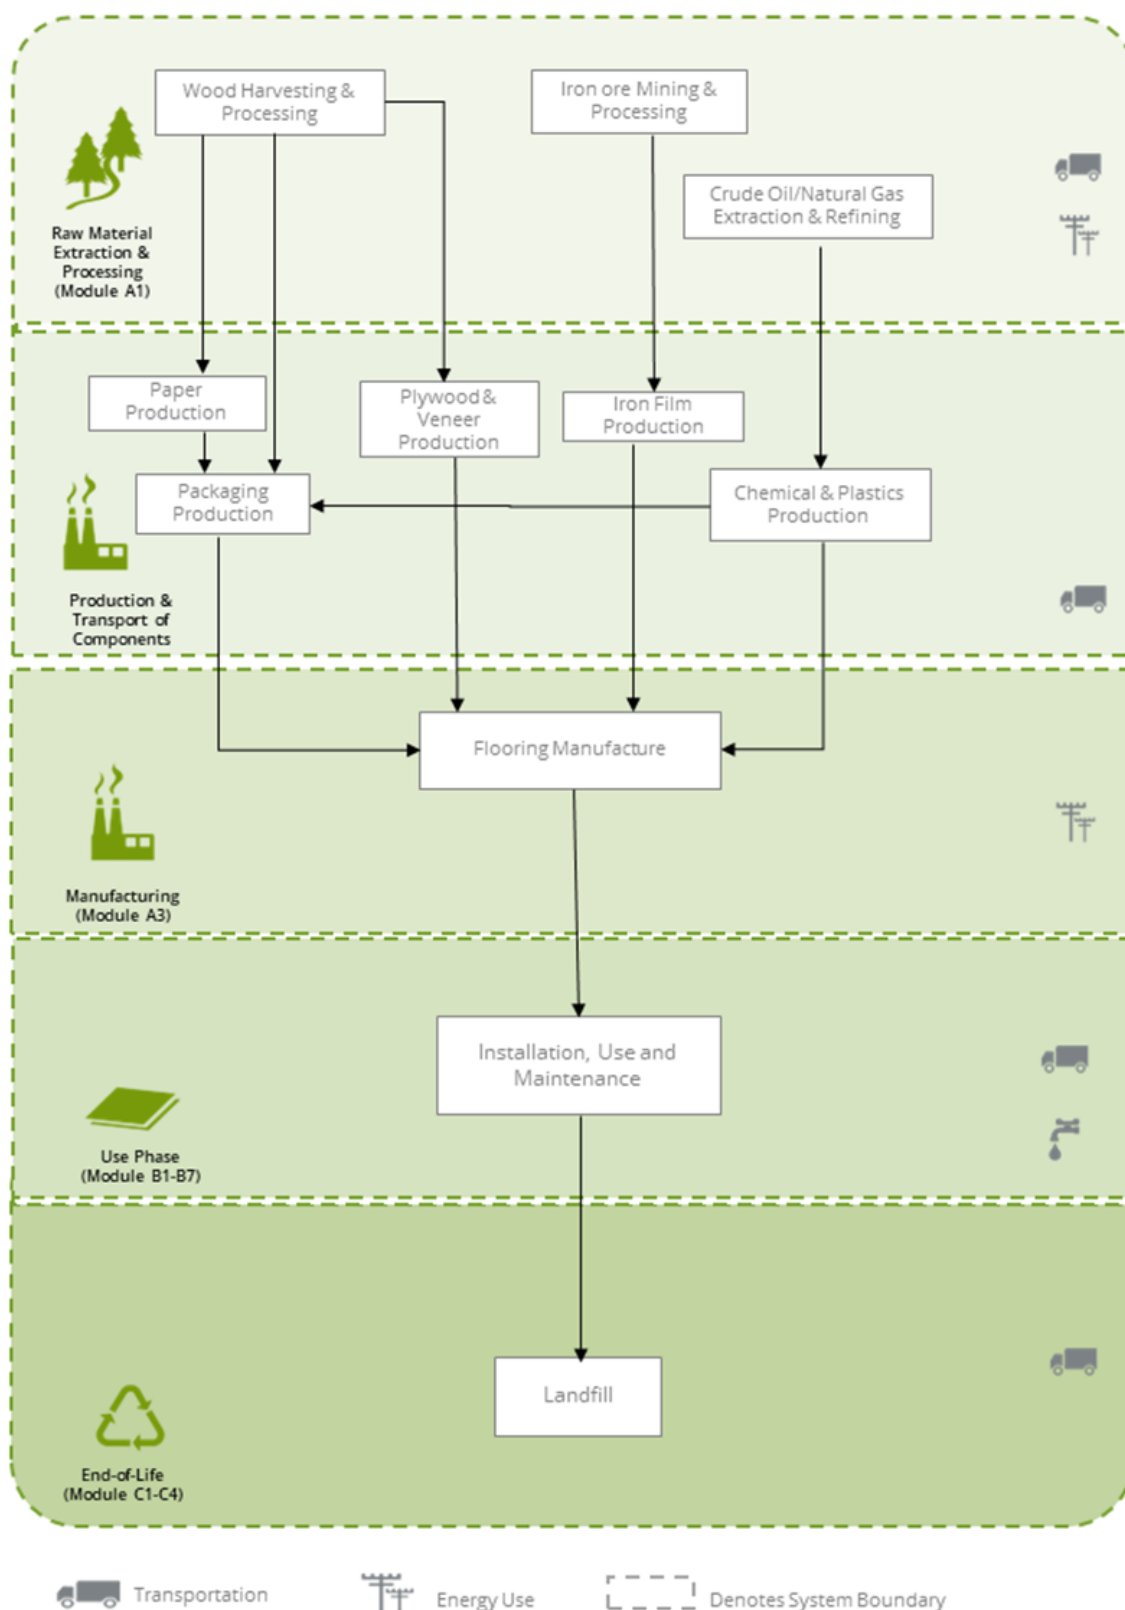 Wood Harvesting &
Processing
Iron ore Mining &
Processing
Crude Oil/Natural Gas
Extraction & Refining
Raw Material
Extraction &
Processing
(Module A1)
Paper
Production
Plywood &
Veneer
Production
Iron Film
Production
Packaging
Production
Chemical & Plastics
Production
Production &
Transport of
Components
Flooring Manufacture
Manufacturing
(Module A3)
Installation, Use and
Maintenance
Use Phase
(Module B1-B7)
Landfill
End-of-Life
(Module C1-C4)
Transportation
Energy Use
Denotes System Boundary